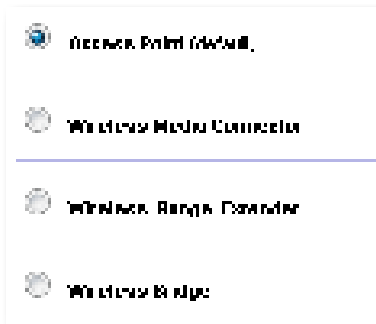 Access Point (default)
Wireless Media Connector
Wireless Range Extender
Wireless Bridge